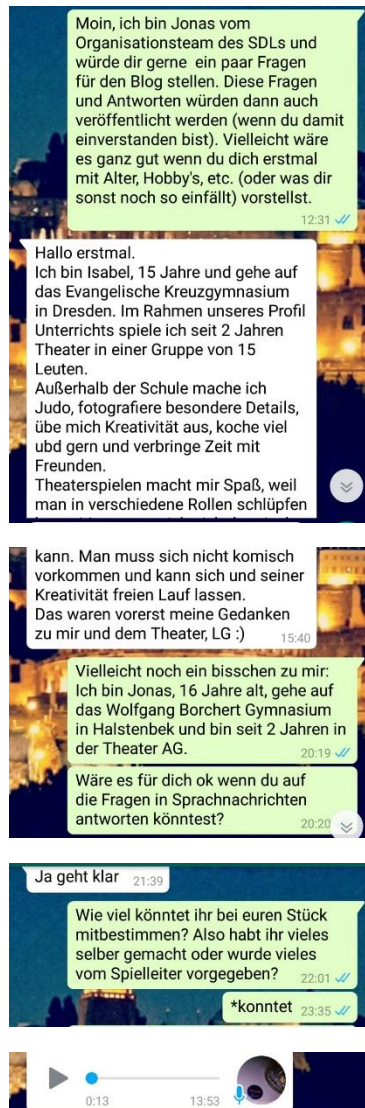 Moin, ich bin Jonas vom
Organisationsteam des SDLs und
würde dir gerne ein paar Fragen
für den Blog stellen. Diese Fragen
und Antworten würden dann auch
veröffentlicht werden (wenn du damit
einverstanden bist). Vielleicht wäre
es ganz gut wenn du dich erstmal
mit Alter, Hobby's, etc. (oder was dir
sonst noch so einfällt) vorstellst.
12:31
Hallo erstmal.
Ich bin Isabel, 15 Jahre und gehe auf
das Evangelische Kreuzgymnasium
in Dresden. Im Rahmen unseres Profil
Unterrichts spiele ich seit 2 Jahren
Theater in einer Gruppe von 15
Leuten.
Außerhalb der Schule mache ich
Judo, fotografiere besondere Details,
übe mich Kreativität aus, koche viel
ubd gern und verbringe Zeit mit
Freunden.
Theaterspielen macht mir Spaß, weil
man in verschiedene Rollen schlüpfen
kann. Man muss sich nicht komisch
vorkommen und kann sich und seiner
Kreativität freien Lauf lassen.
Das waren vorerst meine Gedanken
zu mir und dem Theater, LG :) 15:40
Vielleicht noch ein bisschen zu mir:
Ich bin Jonas, 16 Jahre alt, gehe auf
das Wolfgang Borchert Gymnasium
in Halstenbek und bin seit 2 Jahren in
der Theater AG. 20:19
Wäre es für dich ok wenn du auf
die Fragen in Sprachnachrichten
antworten könntest? 20:20
Ja geht klar 21:39
Wie viel könntet ihr bei euren Stück
mitbestimmen? Also habt ihr vieles
selber gemacht oder wurde vieles
vom Spielleiter vorgegeben? 22:01
*konntet 23:35
0:13 13:53